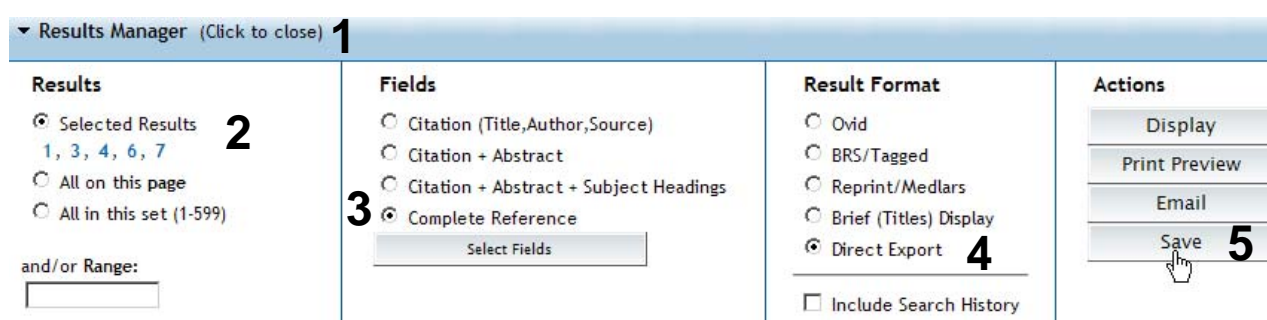 Results Manager (Click to close) 1
Results
Selected Results 2
1, 3, 4, 6, 7
All on this page
All in this set (1-599)
and/or Range:
Fields
Citation (Title,Author,Source)
Citation + Abstract
Citation + Abstract + Subject Headings
3 Complete Reference
Select Fields
Result Format
Ovid
BRS/Tagged
Reprint/Medlars
Brief (Titles) Display
Direct Export 4
Include Search History
Actions
Display
Print Preview
Email
Save 5